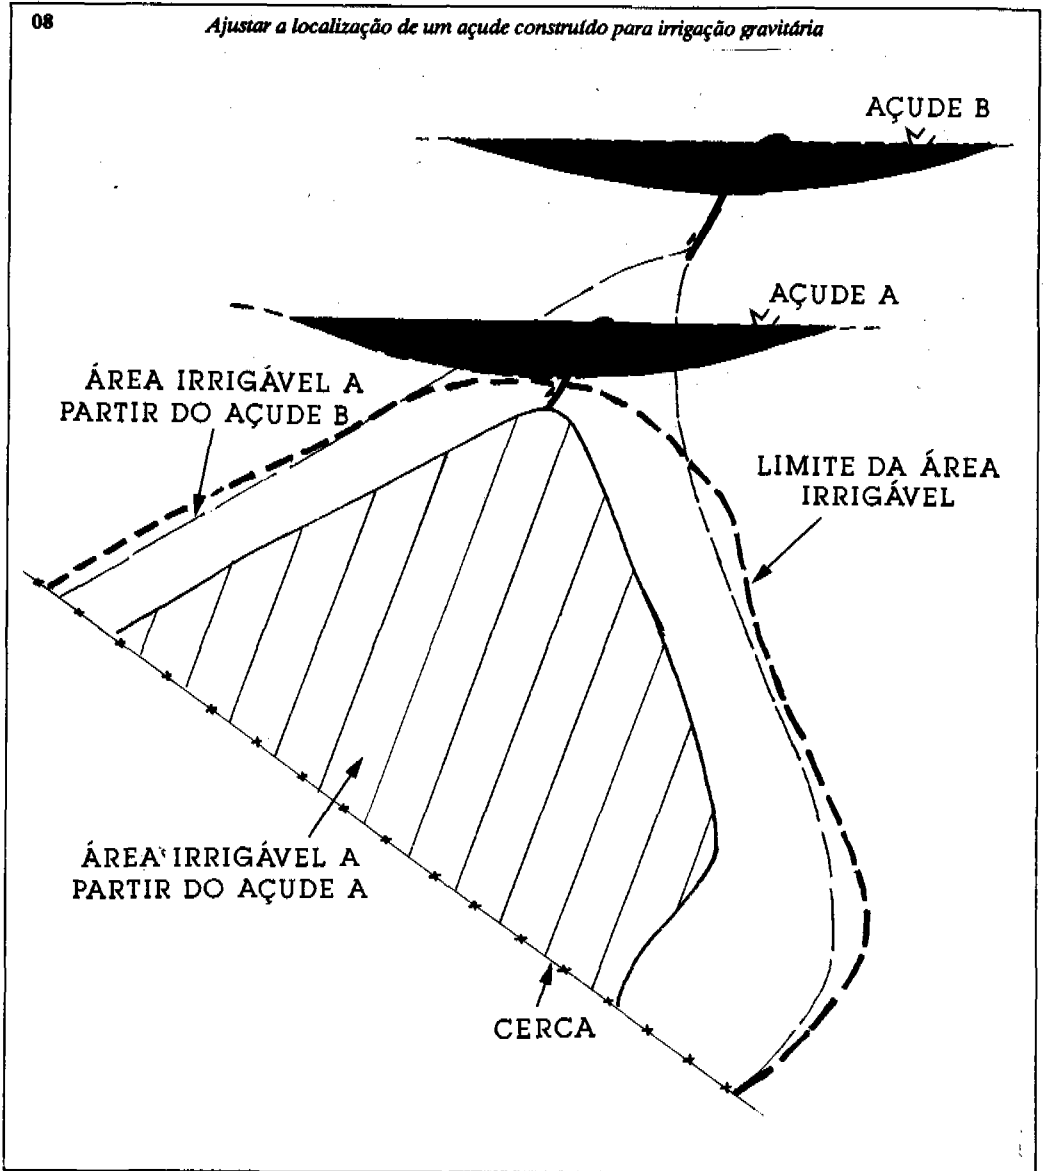 08
Ajustar a localização de um açude construído para irrigação gravitária
AÇUDE B
AÇUDE A
ÁREA IRRIGÁVEL A
PARTIR DO AÇUDE B
LIMITE DA ÁREA
IRRIGÁVEL
ÁREA IRRIGÁVEL A
PARTIR DO AÇUDE A
CERCA